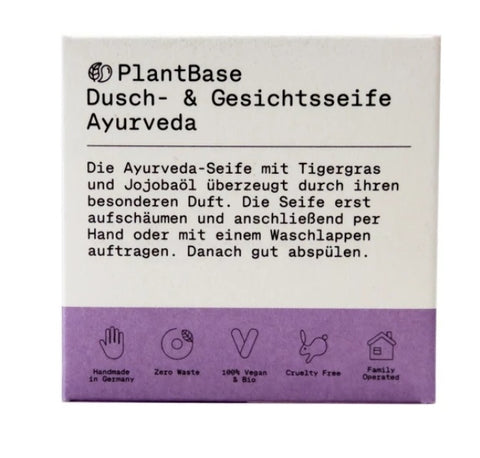 PlantBase
Dusch- & Gesichtsseife
Ayurveda
Die Ayurveda-Seife mit Tigergras
und Jojobaöl überzeugt durch ihren
besonderen Duft. Die Seife erst
aufschäumen und anschließend per
Hand oder mit einem Waschlappen
auftragen. Danach gut abspülen.
Handmade
in Germany
Zero Waste
100% Vegan
& Bio
Cruelty Free
Family
Operated